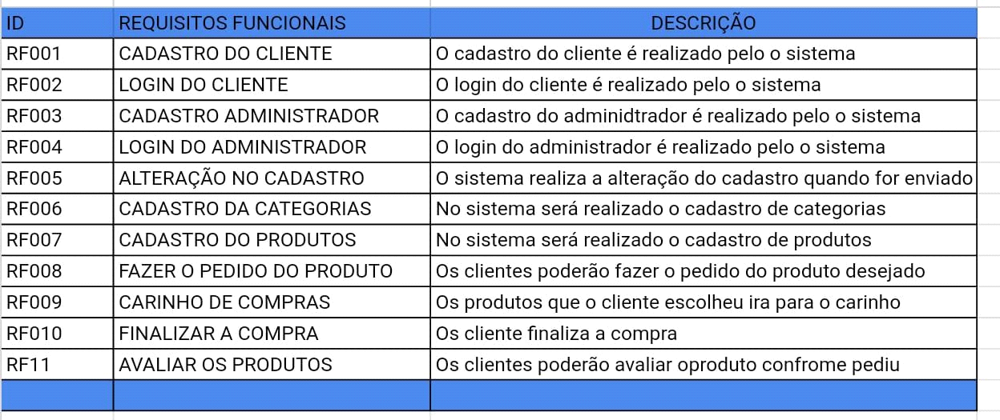 ID REQUISITOS FUNCIONAIS DESCRIÇÃO
RF001 CADASTRO DO CLIENTE O cadastro do cliente é realizado pelo o sistema
RF002 LOGIN DO CLIENTE O login do cliente é realizado pelo o sistema
RF003 CADASTRO ADMINISTRADOR O cadastro do adminidtrador é realizado pelo o sistema
RF004 LOGIN DO ADMINISTRADOR O login do administrador é realizado pelo o sistema
RF005 ALTERAÇÃO NO CADASTRO O sistema realiza a alteração do cadastro quando for enviado
RF006 CADASTRO DA CATEGORIAS No sistema será realizado o cadastro de categorias
RF007 CADASTRO DO PRODUTOS No sistema será realizado o cadastro de produtos
RF008 FAZER O PEDIDO DO PRODUTO Os clientes poderão fazer o pedido do produto desejado
RF009 CARINHO DE COMPRAS Os produtos que o cliente escolheu ira para o carinho
RF010 FINALIZAR A COMPRA Os cliente finaliza a compra
RF11 AVALIAR OS PRODUTOS Os clientes poderão avaliar oproduto confrome pediu